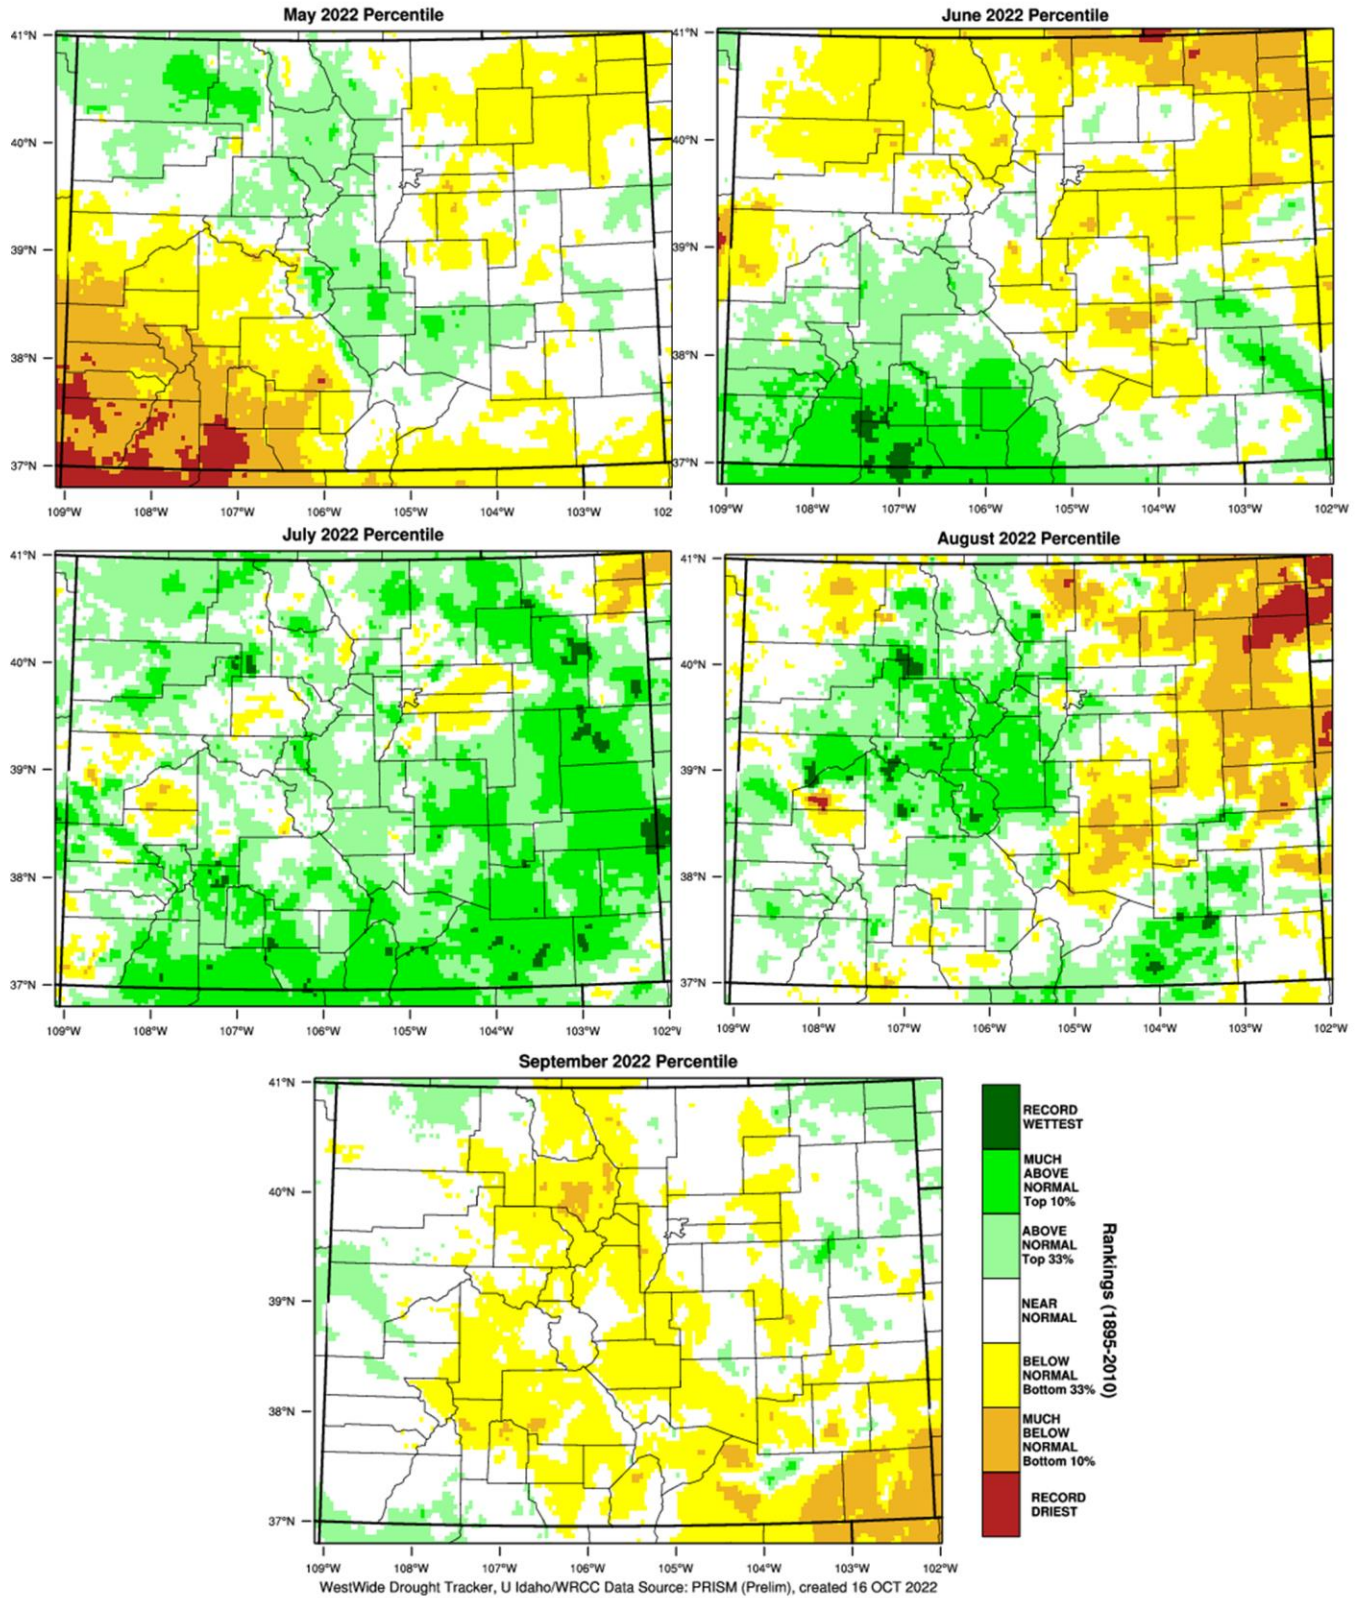 May 2022 Percentile
41°N
40°N
39°N
38°N
37°N
109°W 108°W 107°W 106°W 105°W 104°W 103°W 102
June 2022 Percentile
41°N
40°N
39°N
38°N
37°N
109°W 108°W 107°W 106°W 105°W 104°W 103°W 102°W
July 2022 Percentile
41°N
40°N
39°N
38°N
37°N
109°W 108°W 107°W 106°W 105°W 104°W 103°W 102°W
August 2022 Percentile
41°N
40°N
39°N
38°N
37°N
109°W 108°W 107°W 106°W 105°W 104°W 103°W 102°W
September 2022 Percentile
41°N
40°N
39°N
38°N
37°N
109°W 108°W 107°W 106°W 105°W 104°W 103°W 102°W
RECORD
WETTEST
MUCH
ABOVE
NORMAL
Top 10%
ABOVE
NORMAL
Top 33%
NEAR
NORMAL
BELOW
NORMAL
Bottom 33%
MUCH
BELOW
NORMAL
Bottom 10%
RECORD
DRIEST
Rankings (1895-2010)
WestWide Drought Tracker, U Idaho/WRCC Data Source: PRISM (Prelim), created 16 OCT 2022